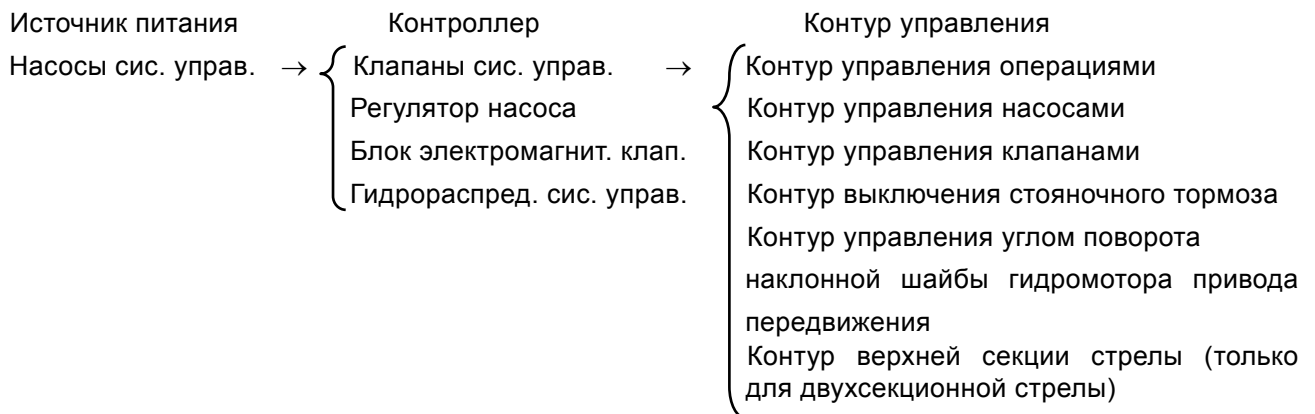 Источник питания Контроллер Контур управления
Насосы сис. управ. → Клапаны сис. управ. → Контур управления операциями
Регулятор насоса Контур управления насосами
Блок электромагнит. клап. Контур управления клапанами
Гидрораспред. сис. управ. Контур выключения стояночного тормоза
Контур управления углом поворота
наклонной шайбы гидромотора привода
передвижения
Контур верхней секции стрелы (только
для двухсекционной стрелы)